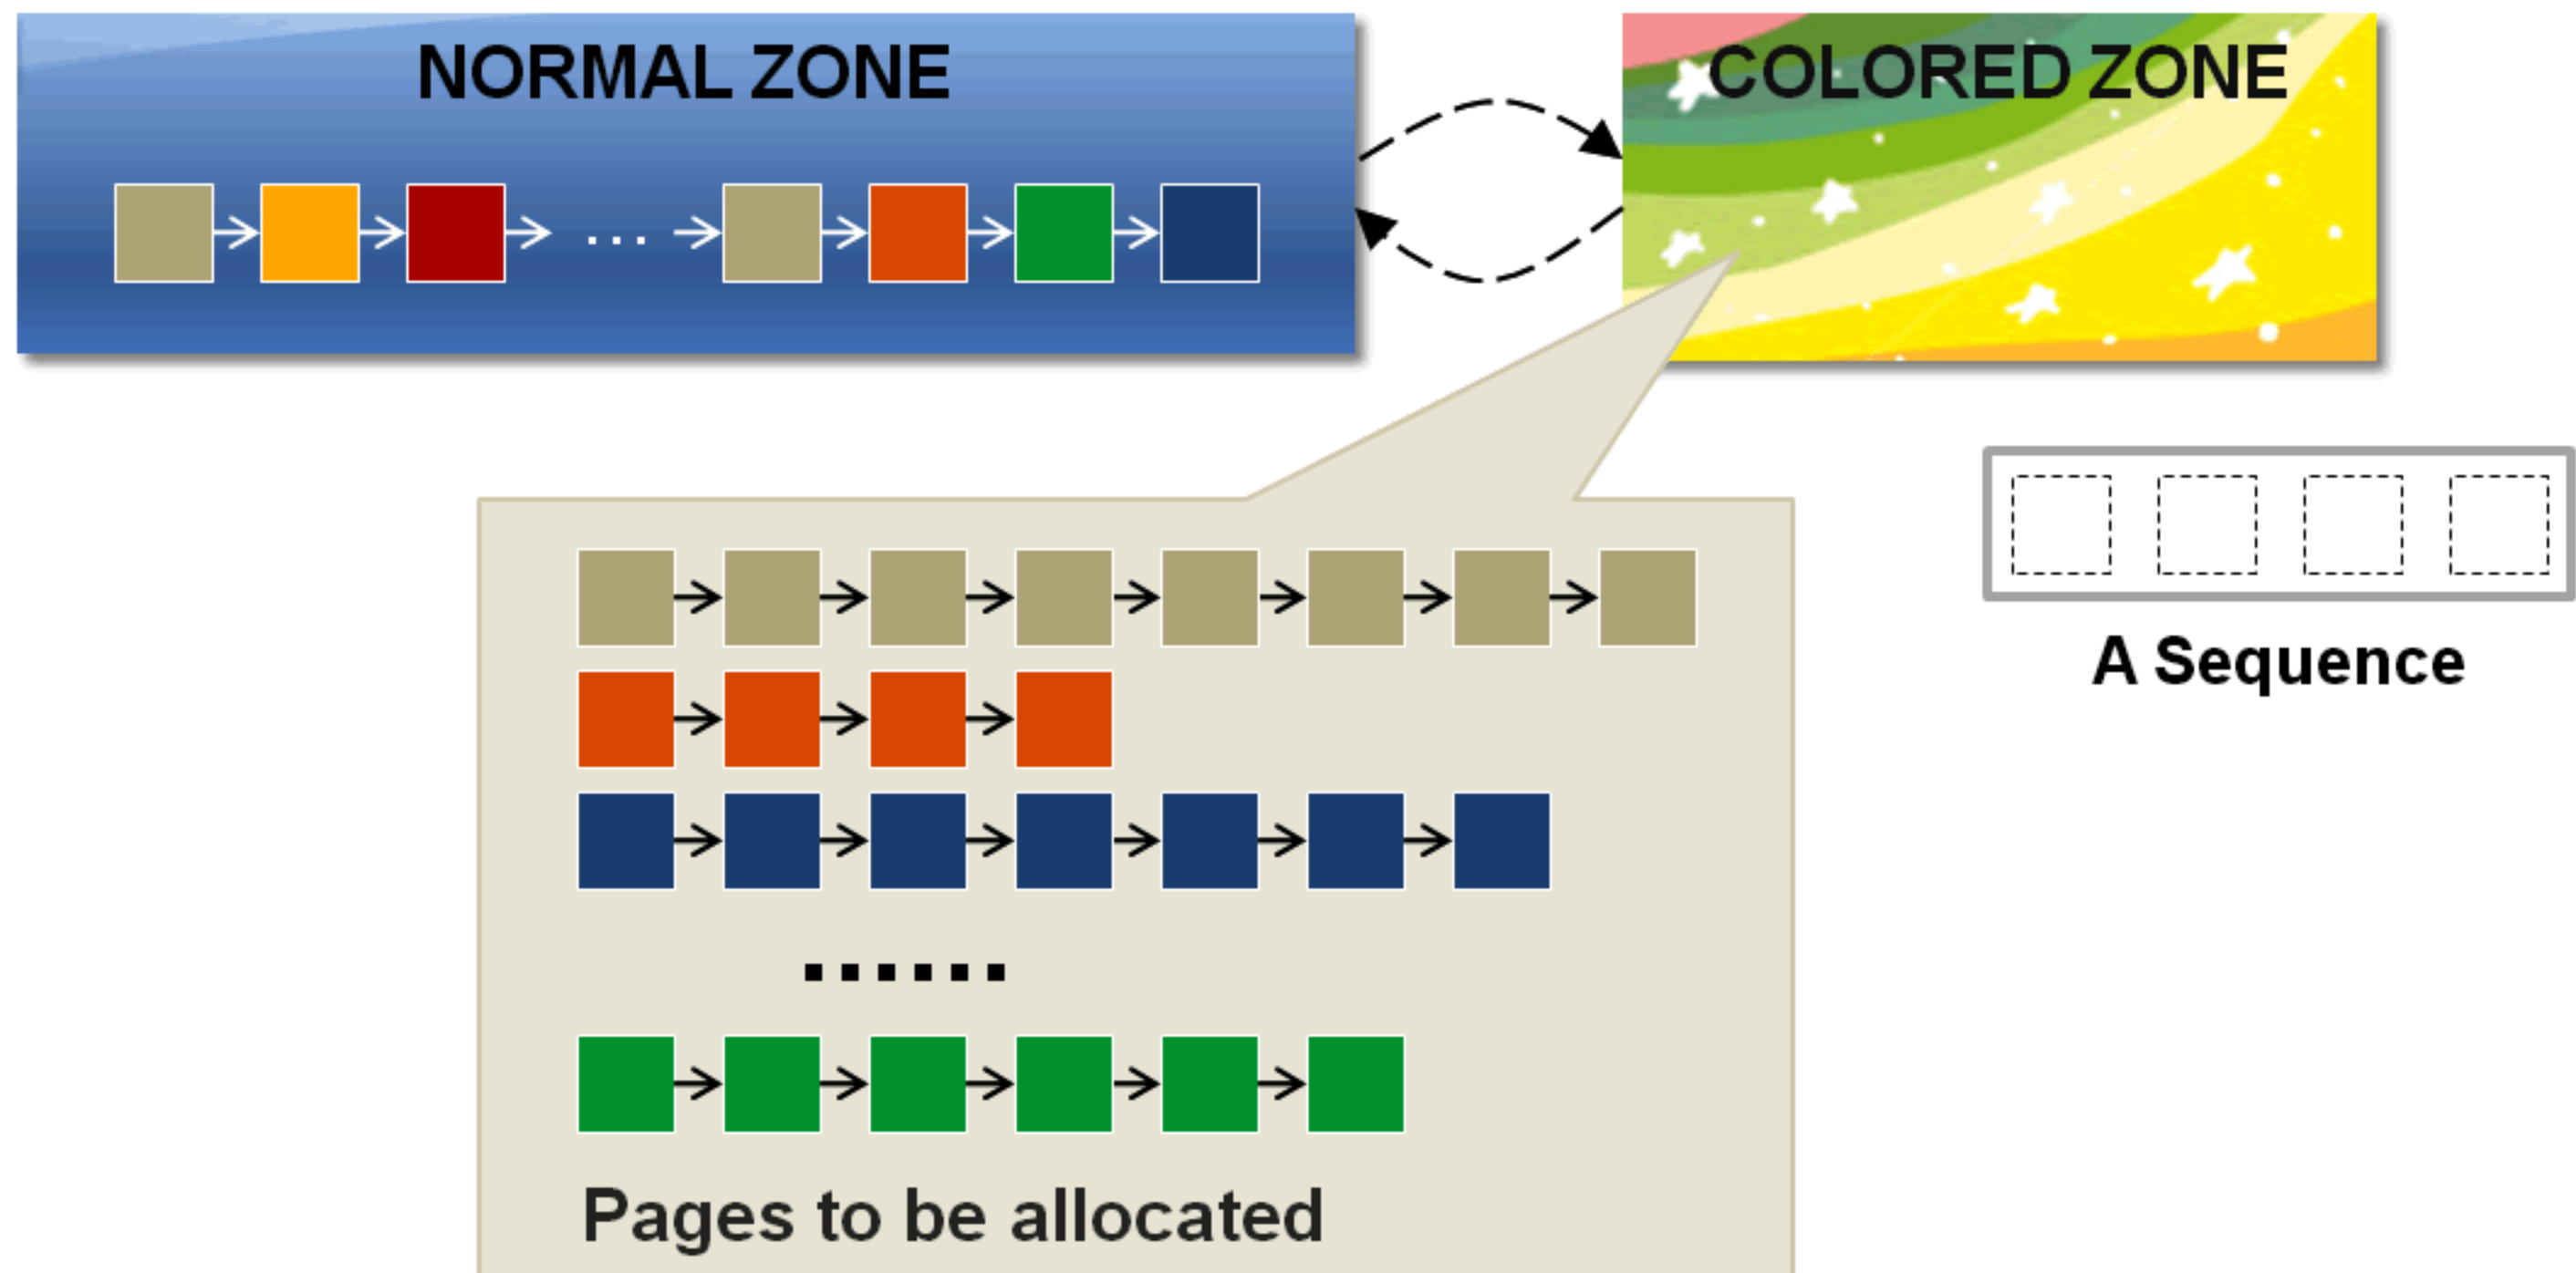 NORMAL ZONE
COLORED ZONE
...
A Sequence
......
Pages to be allocated